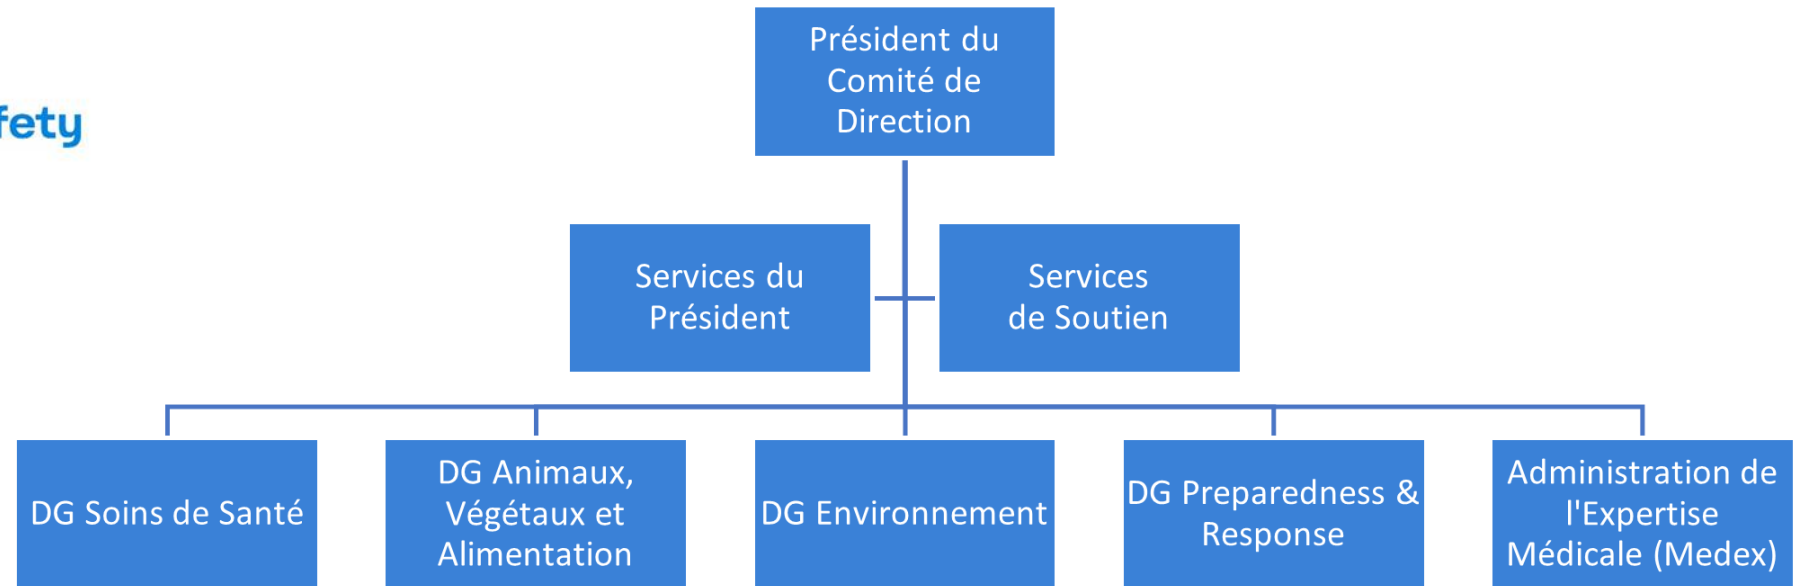 Président du
Comité de
Direction
fety
Services du
Président
Services
de Soutien
DG Soins de Santé
DG Animaux,
Végétaux et
Alimentation
DG Environnement
DG Preparedness &
Response
Administration de
l'Expertise
Médicale (Medex)